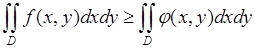 ∬_D f(x, y)dxdy ≥ ∬_D φ(x, y)dxdy